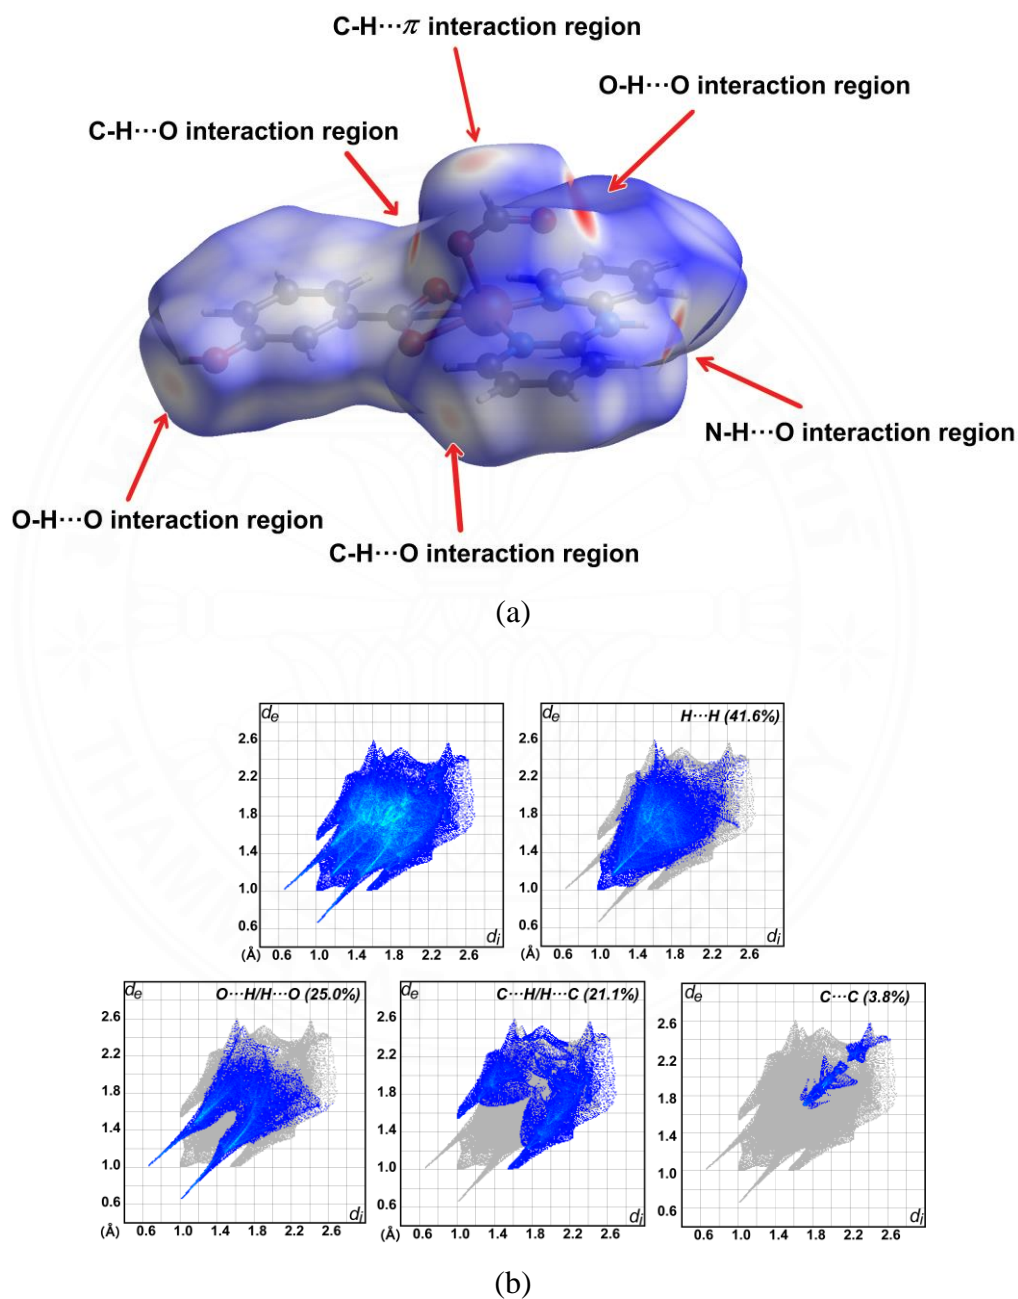 C-H···π interaction region
O-H···O interaction region
C-H···O interaction region
N-H···O interaction region
O-H···O interaction region
C-H···O interaction region
(a)
de
2.6
2.2
1.8
1.4
1.0
0.6
(Å) 0.6 1.0 1.4 1.8 2.2 2.6
di
de
H···H (41.6%)
2.6
2.2
1.8
1.4
1.0
0.6
(Å) 0.6 1.0 1.4 1.8 2.2 2.6
di
de
O···H/H···O (25.0%)
2.6
2.2
1.8
1.4
1.0
0.6
(Å) 0.6 1.0 1.4 1.8 2.2 2.6
di
de
C···H/H···C (21.1%)
2.6
2.2
1.8
1.4
1.0
0.6
(Å) 0.6 1.0 1.4 1.8 2.2 2.6
di
de
C···C (3.8%)
2.6
2.2
1.8
1.4
1.0
0.6
(Å) 0.6 1.0 1.4 1.8 2.2 2.6
di
(b)